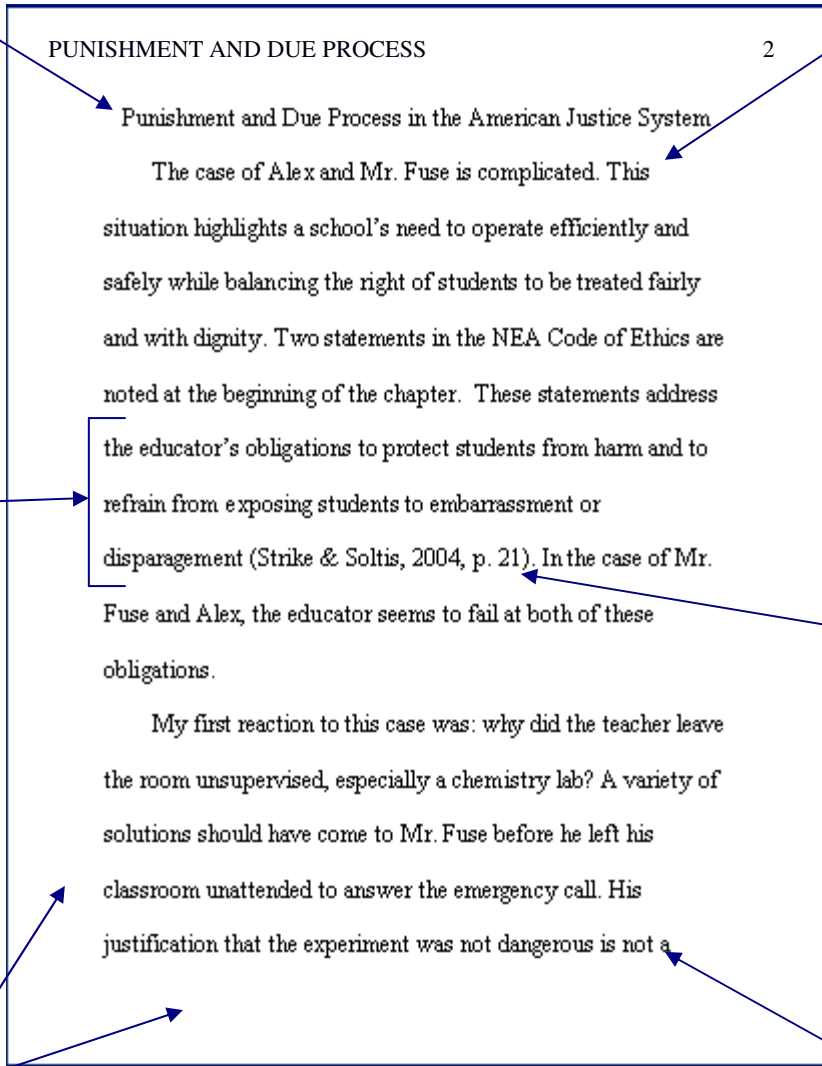 PUNISHMENT AND DUE PROCESS 2
Punishment and Due Process in the American Justice System
The case of Alex and Mr. Fuse is complicated. This
situation highlights a school’s need to operate efficiently and
safely while balancing the right of students to be treated fairly
and with dignity. Two statements in the NEA Code of Ethics are
noted at the beginning of the chapter.  These statements address
the educator’s obligations to protect students from harm and to
refrain from exposing students to embarrassment or
disparagement (Strike & Soltis, 2004, p. 21). In the case of Mr.
Fuse and Alex, the educator seems to fail at both of these
obligations.
My first reaction to this case was: why did the teacher leave
the room unsupervised, especially a chemistry lab? A variety of
solutions should have come to Mr. Fuse before he left his
classroom unattended to answer the emergency call. His
justification that the experiment was not dangerous is not a